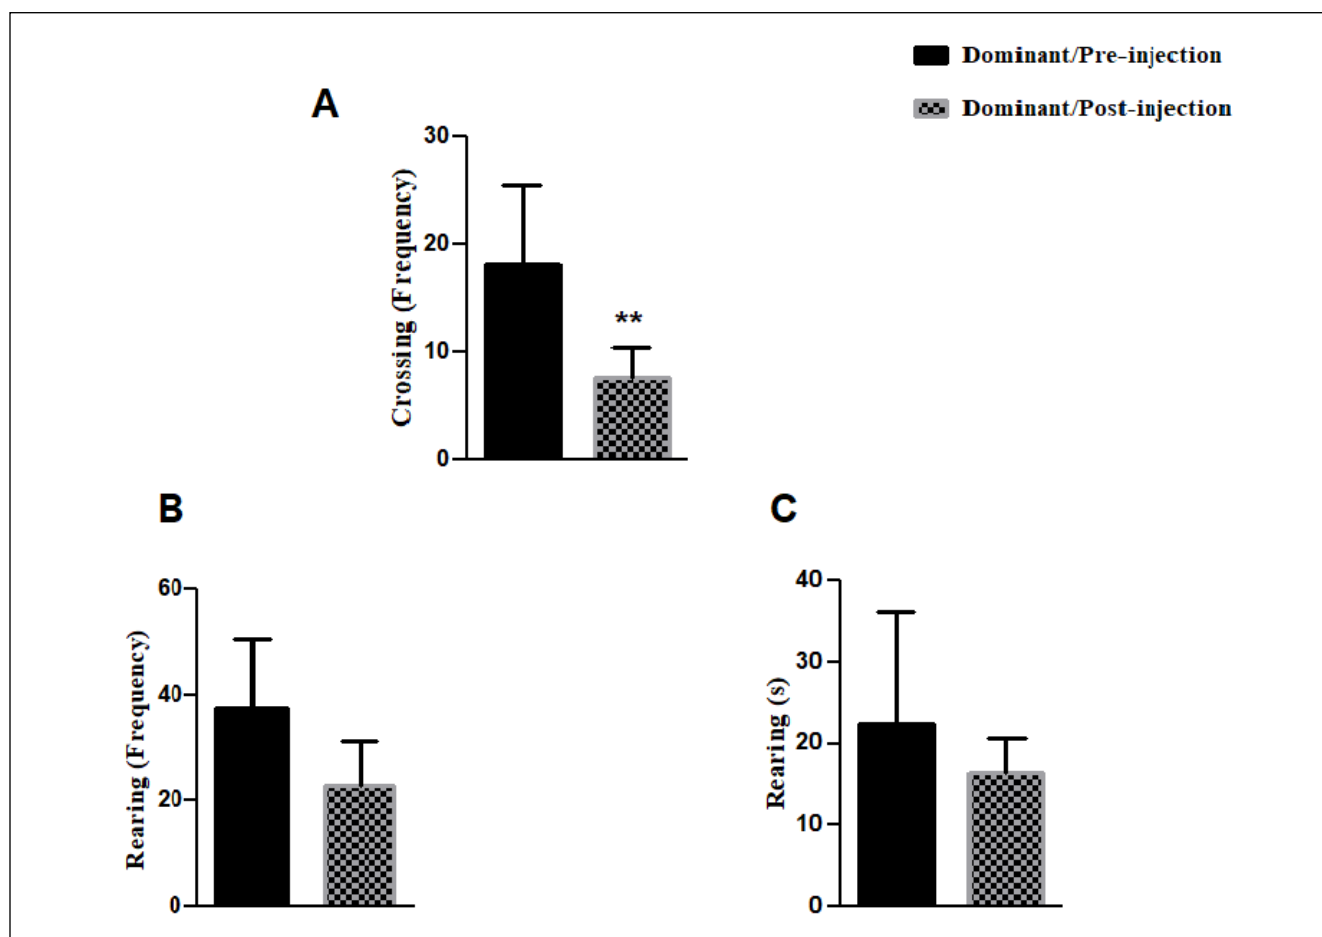 Dominant/Pre-injection
Dominant/Post-injection
A
Crossing (Frequency)
30
20
10
0
**
B
Rearing (Frequency)
60
40
20
0
C
Rearing (s)
40
30
20
10
0